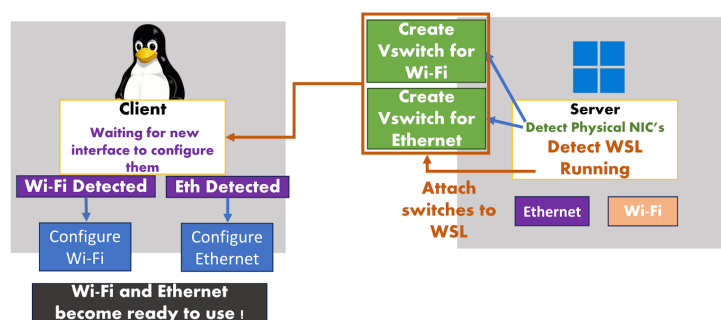 Client
Waiting for new
interface to configure
them
Wi-Fi Detected
Eth Detected
Configure
Wi-Fi
Configure
Ethernet
Wi-Fi and Ethernet
become ready to use !
Create
Vswitch for
Wi-Fi
Create
Vswitch for
Ethernet
Attach
switches to
WSL
Server
Detect Physical NIC's
Detect WSL
Running
Ethernet
Wi-Fi